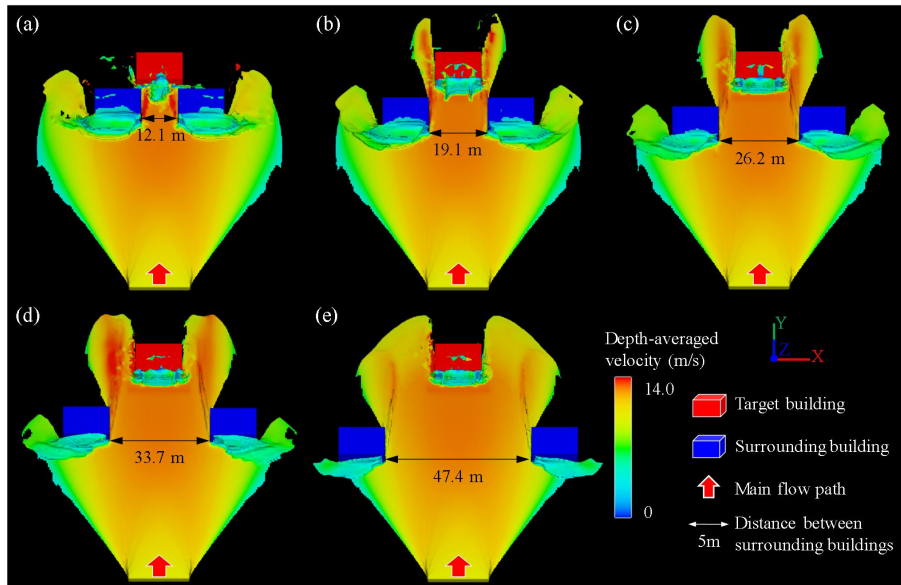 (a)
(b)
(c)
12.1 m
19.1 m
26.2 m
(d)
(e)
33.7 m
47.4 m
Depth-averaged
velocity (m/s)
14.0
0
Y
Z
X
Target building
Surrounding building
Main flow path
Distance between
5m
surrounding buildings